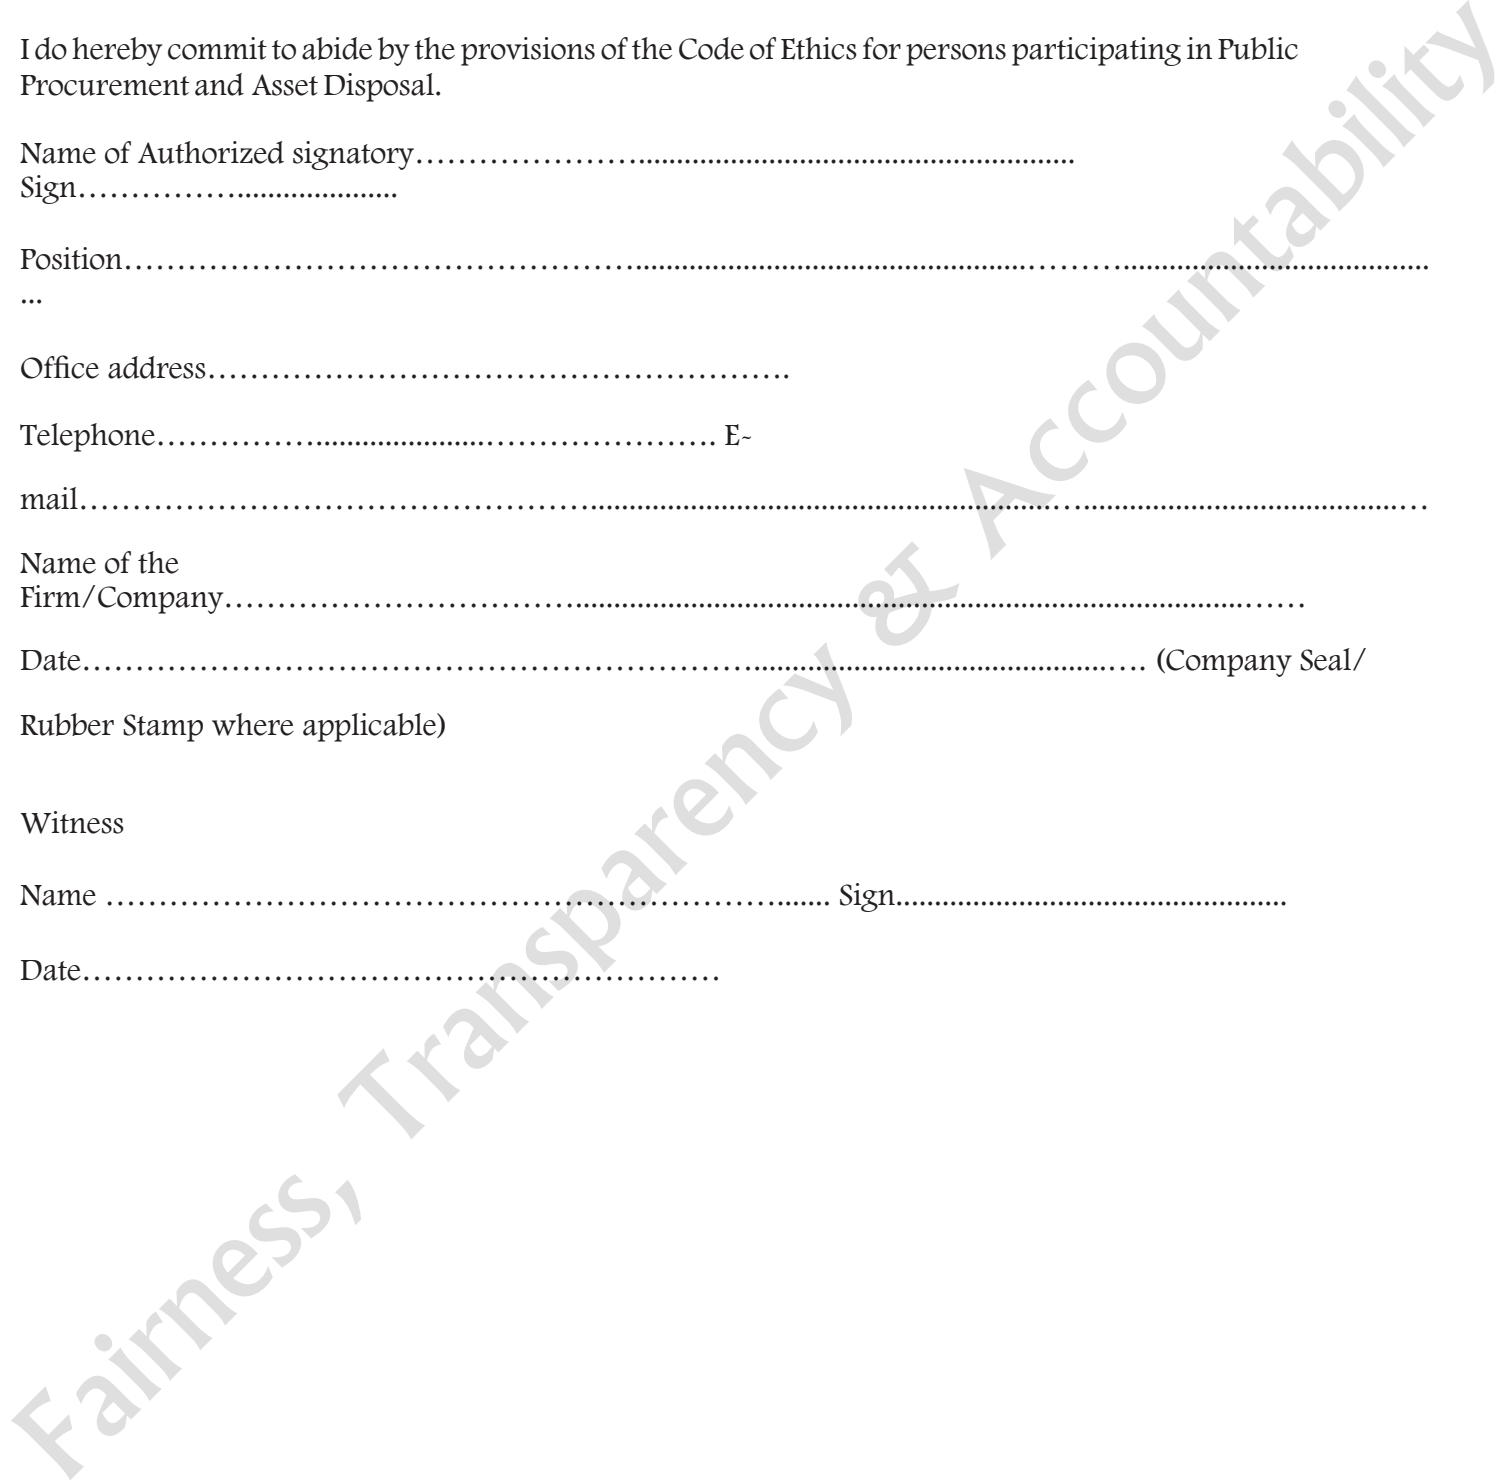 I do hereby commit to abide by the provisions of the Code of Ethics for persons participating in Public
Procurement and Asset Disposal.
Name of Authorized signatory…………………..................................................................................
Sign……………......................
Position…………………………………………..........................................................................……….........................................................
...
Office address……………………………………………….
Telephone……………........................…………………. E-
mail…………………………………………......................................................................................…...........................................................…
Name of the
Firm/Company……………………………................................................................................................................................……
Date………………………………………………………..................................................................…. (Company Seal/
Rubber Stamp where applicable)
Witness
Name ……………………………………………………….......... Sign.................................................
Date……………………………………………………
Fairness, Transparency & Accountability